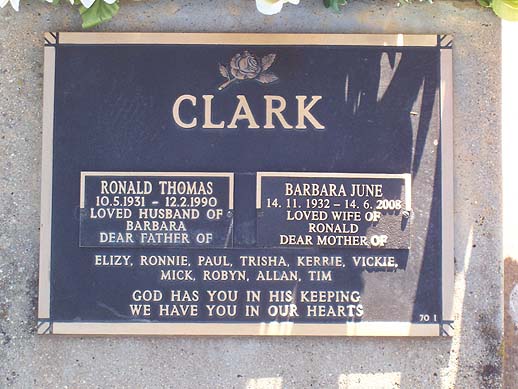 CLARK
RONALD THOMAS
10.5.1931 - 12.2.1990
LOVED HUSBAND OF
BARBARA
DEAR FATHER OF
BARBARA JUNE
14. 11. 1932 - 14. 6. 2008
LOVED WIFE OF
RONALD
DEAR MOTHER OF
ELIZY, RONNIE, PAUL, TRISHA, KERRIE, VICKIE,
MICK, ROBYN, ALLAN, TIM
GOD HAS YOU IN HIS KEEPING
WE HAVE YOU IN OUR HEARTS
70 1